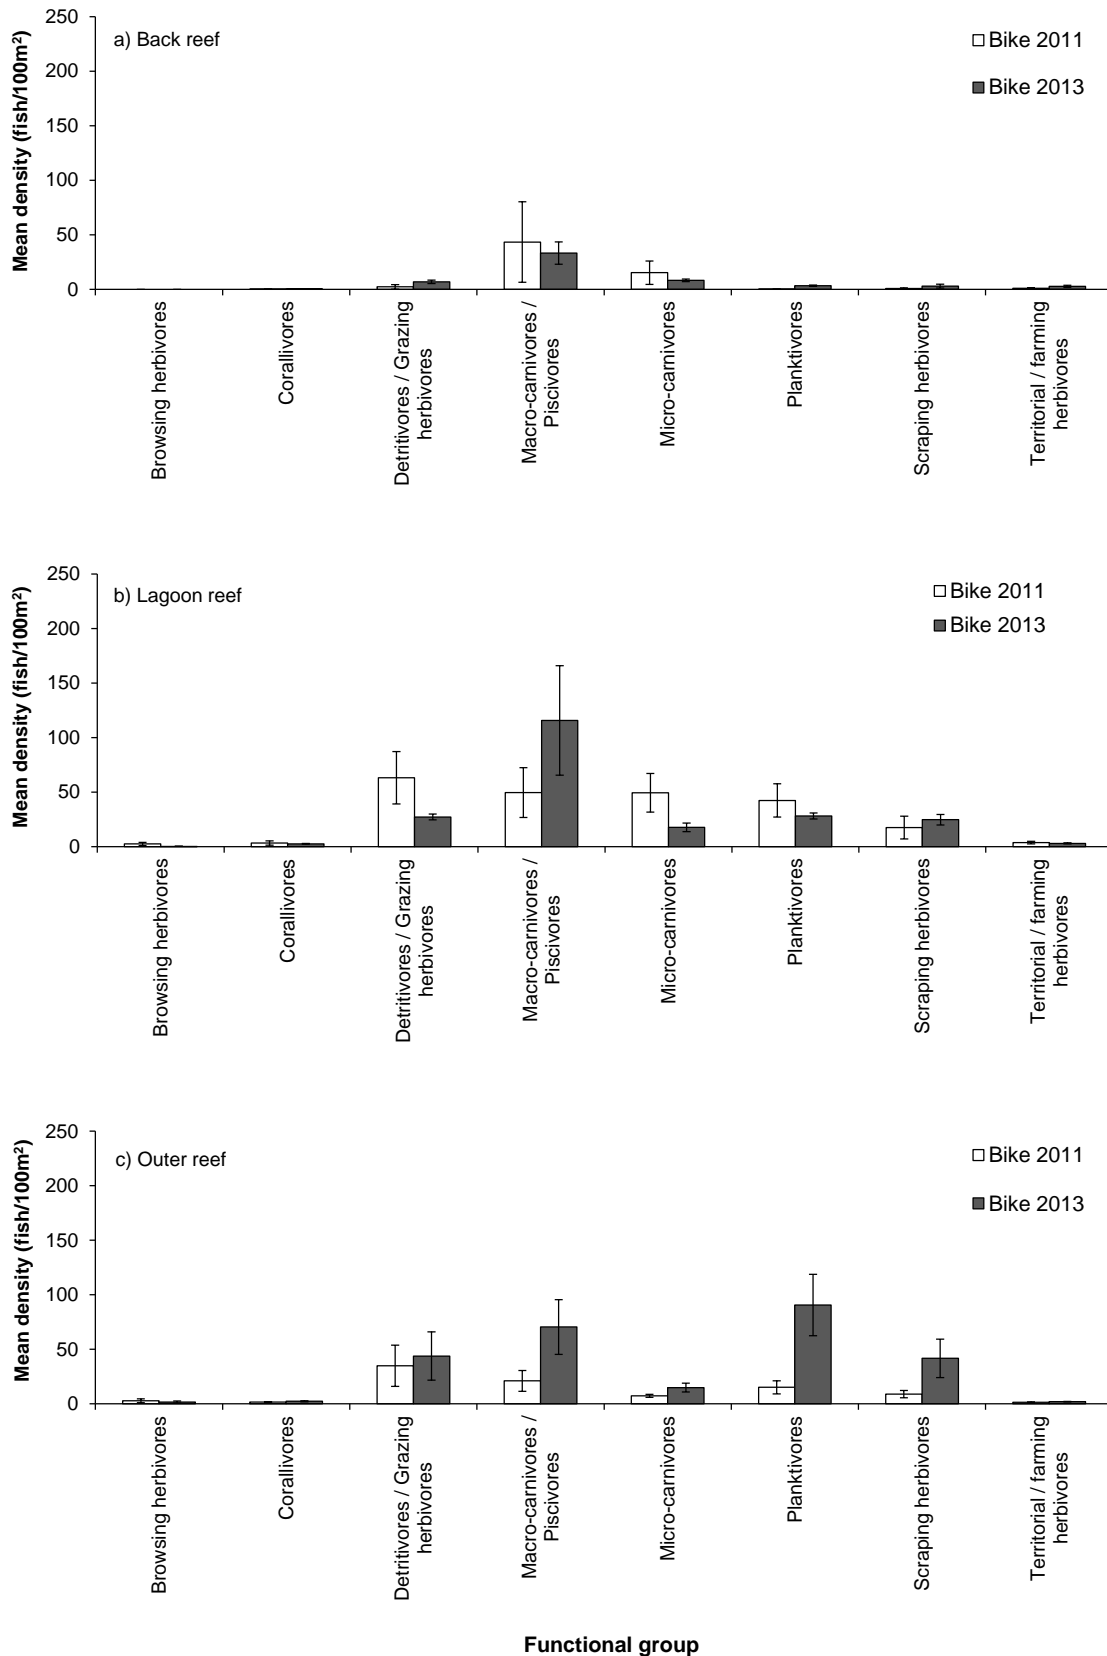 a) Back reef
Bike 2011
Bike 2013
Mean density (fish/100m²)
250
200
150
100
50
0
Browsing herbivores
Corallivores
Detritivores / Grazing
herbivores
Macro-carnivores /
Piscivores
Micro-carnivores
Planktivores
Scraping herbivores
Territorial / farming
herbivores
b) Lagoon reef
Bike 2011
Bike 2013
Mean density (fish/100m²)
250
200
150
100
50
0
Browsing herbivores
Corallivores
Detritivores / Grazing
herbivores
Macro-carnivores /
Piscivores
Micro-carnivores
Planktivores
Scraping herbivores
Territorial / farming
herbivores
c) Outer reef
Bike 2011
Bike 2013
Mean density (fish/100m²)
250
200
150
100
50
0
Browsing herbivores
Corallivores
Detritivores / Grazing
herbivores
Macro-carnivores /
Piscivores
Micro-carnivores
Planktivores
Scraping herbivores
Territorial / farming
herbivores
Functional group